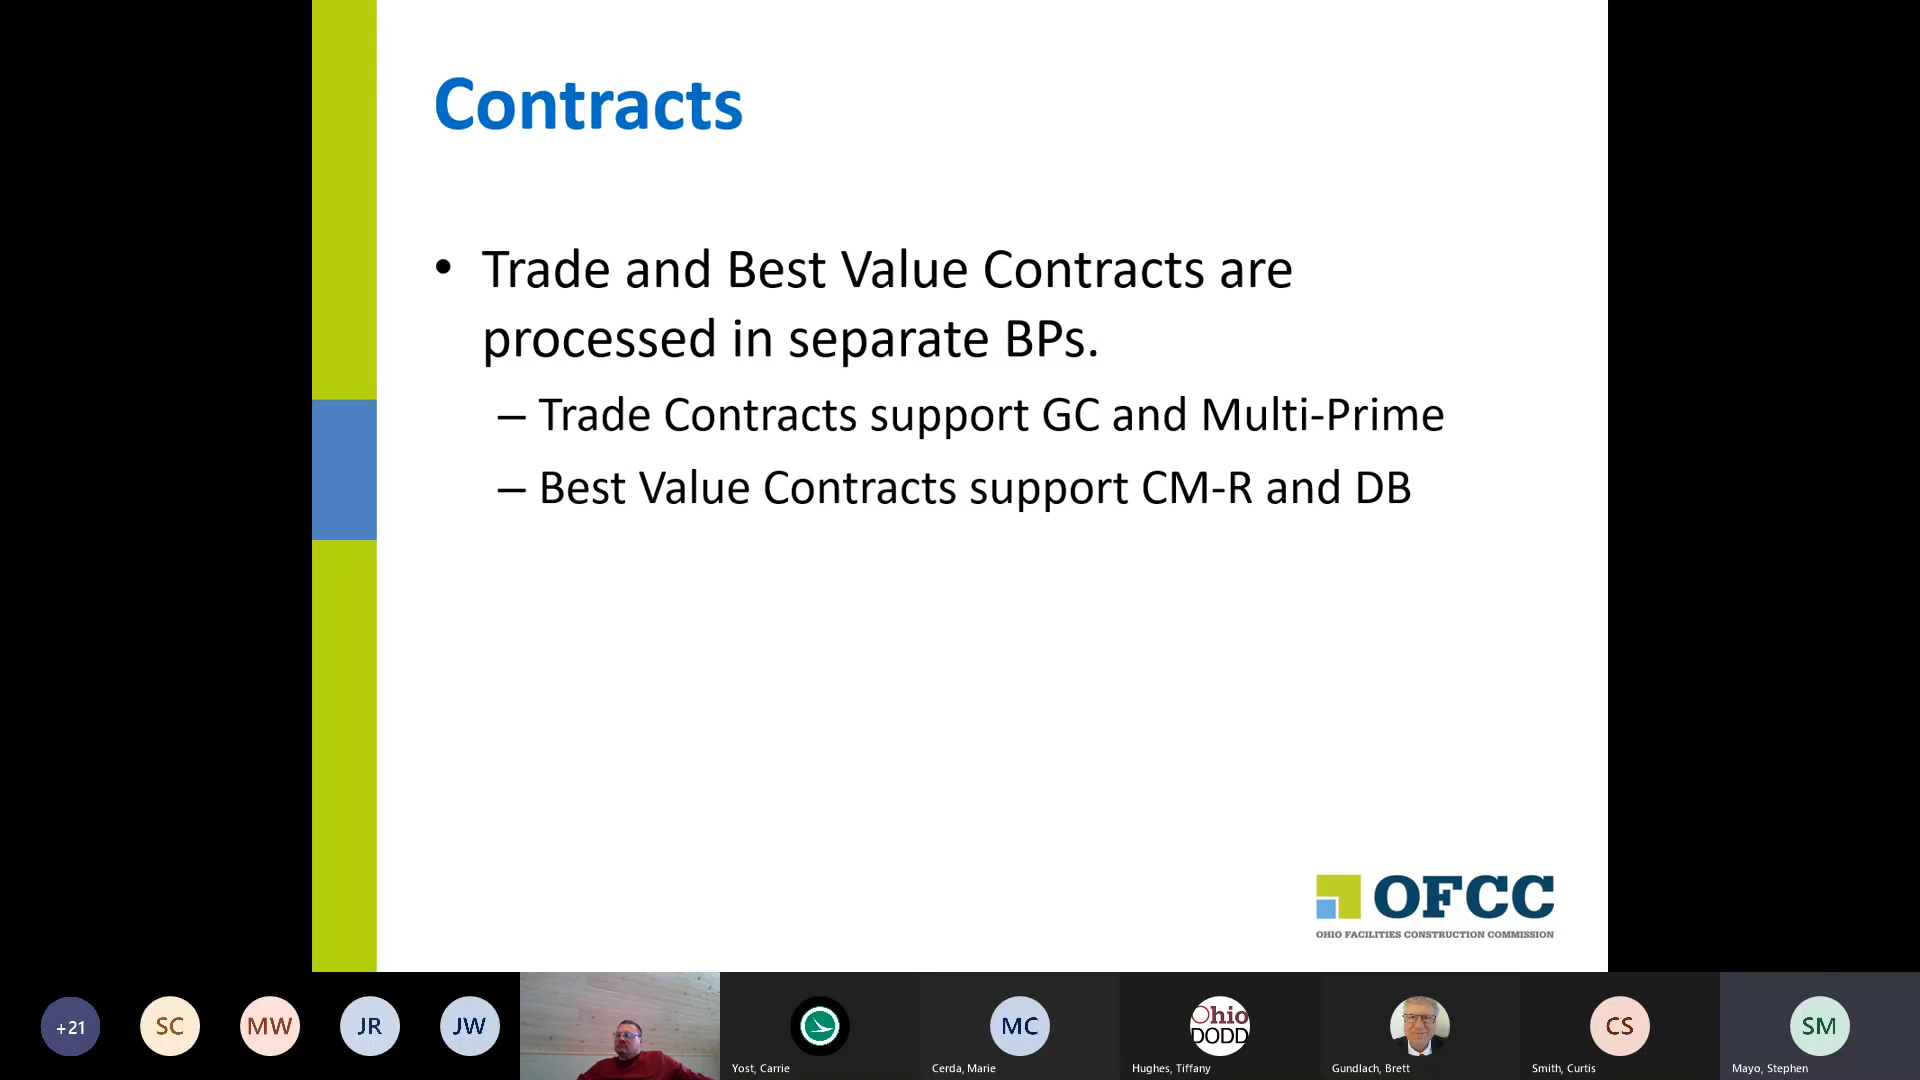 Contracts
• Trade and Best Value Contracts are
processed in separate BPs.
– Trade Contracts support GC and Multi-Prime
– Best Value Contracts support CM-R and DB
OFCC
OHIO FACILITIES CONSTRUCTION COMMISSION
+21
SC
MW
JR
JW
MC
Ohio
DODD
CS
SM
Yost, Carrie
Cerda, Marie
Hughes, Tiffany
Gundlach, Brett
Smith, Curtis
Mayo, Stephen